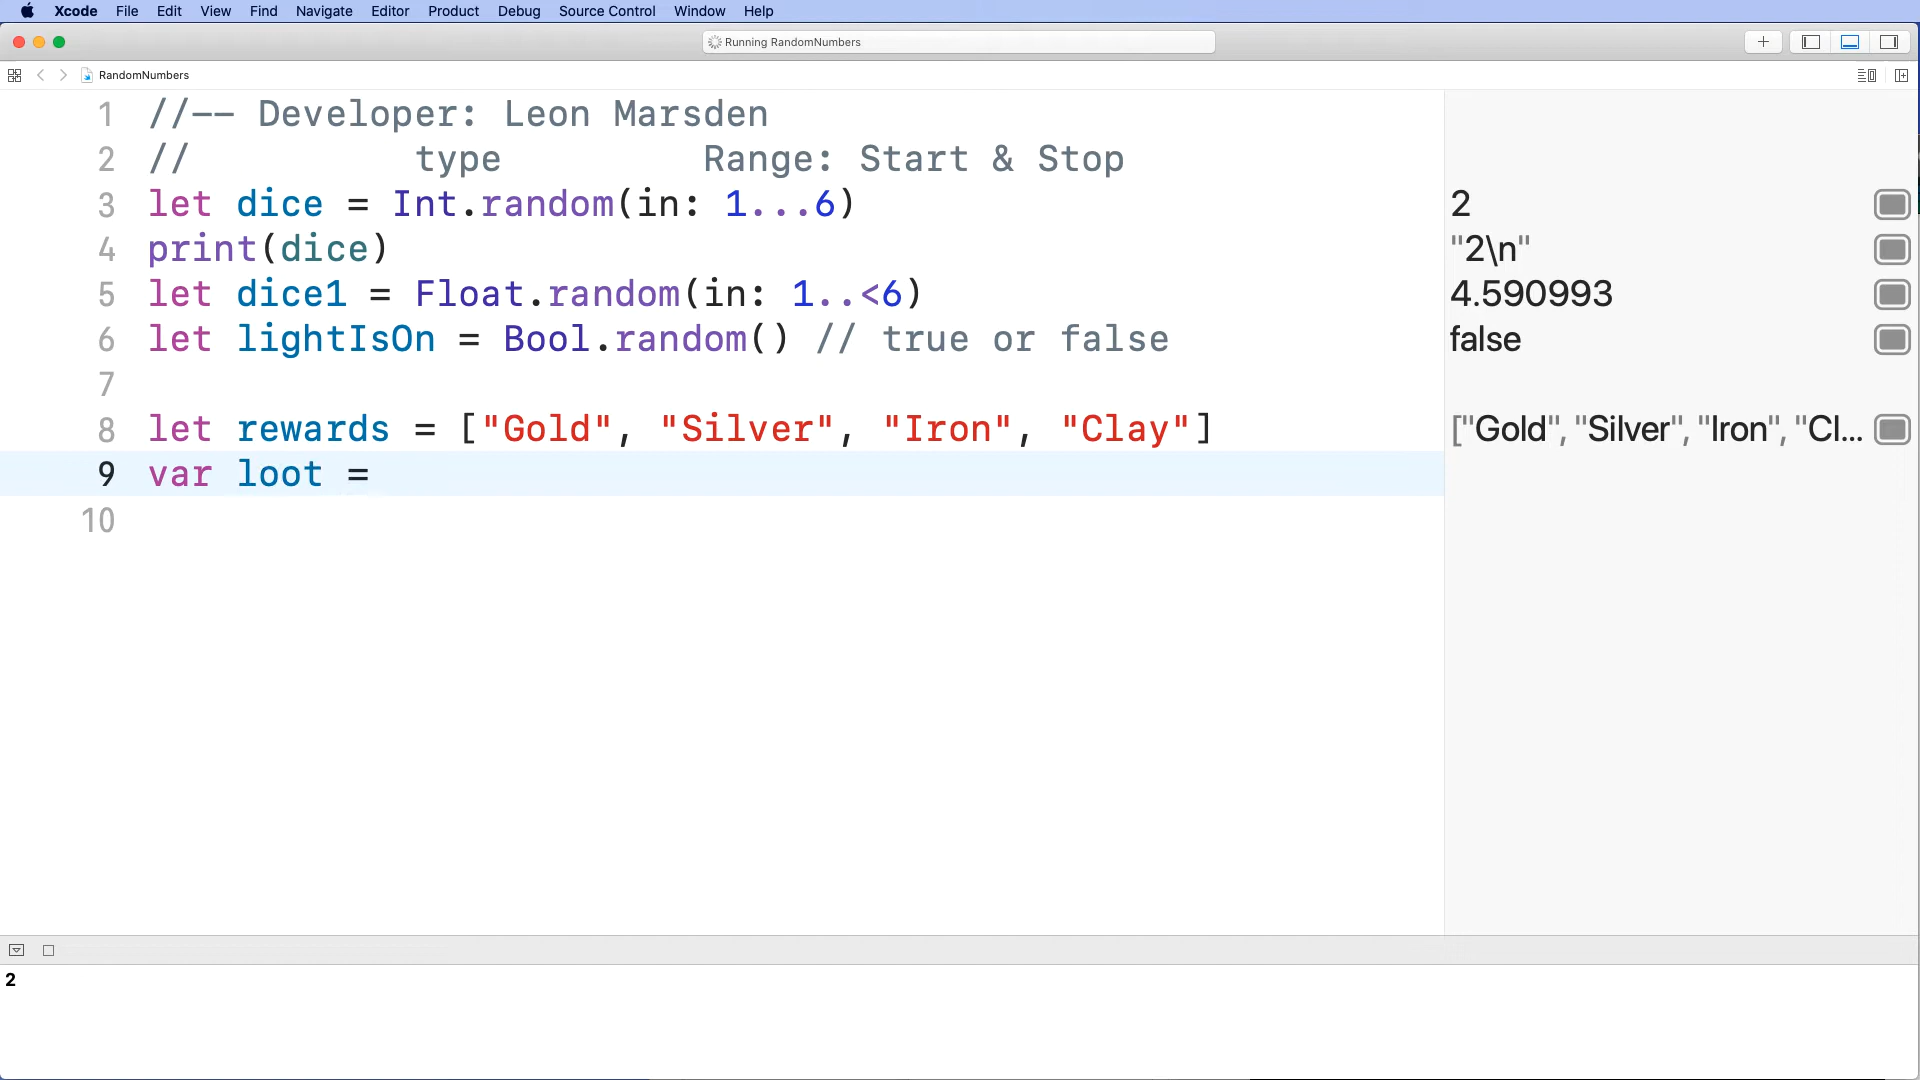 Xcode File Edit View Find Navigate Editor Product Debug Source Control Window Help
Running RandomNumbers
RandomNumbers
1 //-- Developer: Leon Marsden
2 // type Range: Start & Stop
3 let dice = Int.random(in: 1...6) 2
4 print(dice) "2\n"
5 let dice1 = Float.random(in: 1..<6) 4.590993
6 let lightIsOn = Bool.random() // true or false false
7
8 let rewards = ["Gold", "Silver", "Iron", "Clay"] ["Gold", "Silver", "Iron", "Cl...
9 var loot =
10
2